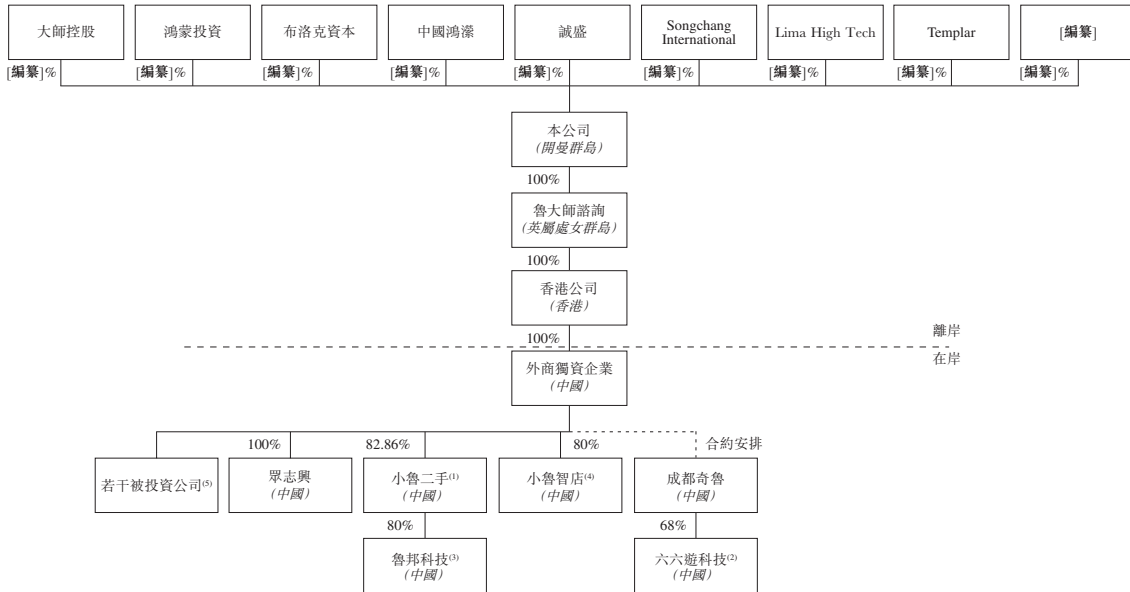 大師控股
鴻蒙投資
布洛克資本
中國鴻濛
誠盛
Songchang
International
Lima High Tech
Templar
[編纂]
[編纂]%
[編纂]%
[編纂]%
[編纂]%
[編纂]%
[編纂]%
[編纂]%
[編纂]%
[編纂]%
本公司
(開曼群島)
100%
魯大師諮詢
(英屬處女群島)
100%
香港公司
(香港)
100%
離岸
在岸
外商獨資企業
(中國)
100%
82.86%
80%
合約安排
若干被投資公司(5)
眾志興
(中國)
小魯二手(1)
(中國)
小魯智店(4)
(中國)
成都奇魯
(中國)
80%
68%
魯邦科技(3)
(中國)
六六遊科技(2)
(中國)